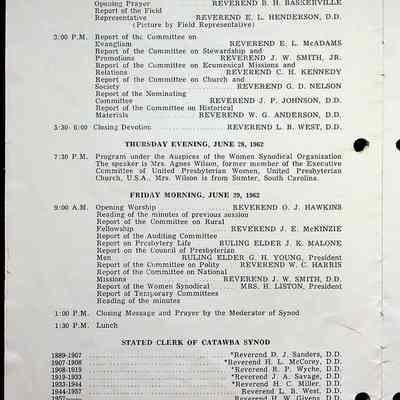 Opening Prayer ........ REVEREND B. H. BASKERVILLE
Report of the Field
Representative .......... REVEREND E. L. HENDERSON, D.D.
(Picture by Field Representative)
3:00 P.M. Report of the Committee on
Evanglism ............ REVEREND E. L. McADAMS
Report of the Committee on Stewardship and
Promotions ............ REVEREND J. W. SMITH, JR.
Report of the Committee on Ecumenical Missions and
Relations ............ REVEREND C. H. KENNEDY
Report of the Committee on Church and
Society ............ REVEREND G. D. NELSON
Report of the Nominating
Committee ............ REVEREND J. P. JOHNSON, D.D.
Report of the Committee on Historical
Materials ............ REVEREND W. G. ANDERSON, D.D.
5:30- 6:00 Closing Devotion ............ REVEREND L. B. WEST, D.D.
THURSDAY EVENING, JUNE 28, 1962
7:30 P.M. Program under the Auspices of the Women Synodical Organization
The speaker is Mrs. Agnes Wilson, former member of the Executive
Committee of United Presbyterian Women, United Presbyterian
Church, U.S.A.. Mrs. Wilson is from Sumter, South Carolina.
FRIDAY MORNING, JUNE 29, 1962
9:00 A.M. Opening Worship ............ REVEREND O. J. HAWKINS
Reading of the minutes of previous session
Report of the Committee on Rural
Fellowship ............ REVEREND J. E. McKINZIE
Report of the Auditing Committee
Report on Presbytery Life .... RULING ELDER J. K. MALONE
Report on the Council of Presbyterian
Men ............ RULING ELDER G. H. YOUNG, President
Report of the Committee on Polity .... REVEREND W. C. HARRIS
Report of the Committee on National
Missions ............ REVEREND J. W. SMITH, D.D.
Report of the Women Synodical ........ MRS. H. LISTON, President
Report of Temporary Committees
Reading of the minutes
1:00 P.M. Closing Message and Prayer by the Moderator of Synod
1:30 P.M. Lunch
STATED CLERK OF CATAWBA SYNOD
1889-1907 ............ *Reverend D. J. Sanders, D.D.
1907-1908 ............ *Reverend H. L. McCorey, D.D.
1908-1919 ............ *Reverend R. P. Wyche, D.D.
1919-1933 ............ *Reverend J. A. Savage, D.D.
1933-1944 ............ *Reverend H. C. Miller, D.D.
1944-1957 ............ Reverend L. B. West, D.D.
1957- ............ Reverend H. W. Givens, D.D.